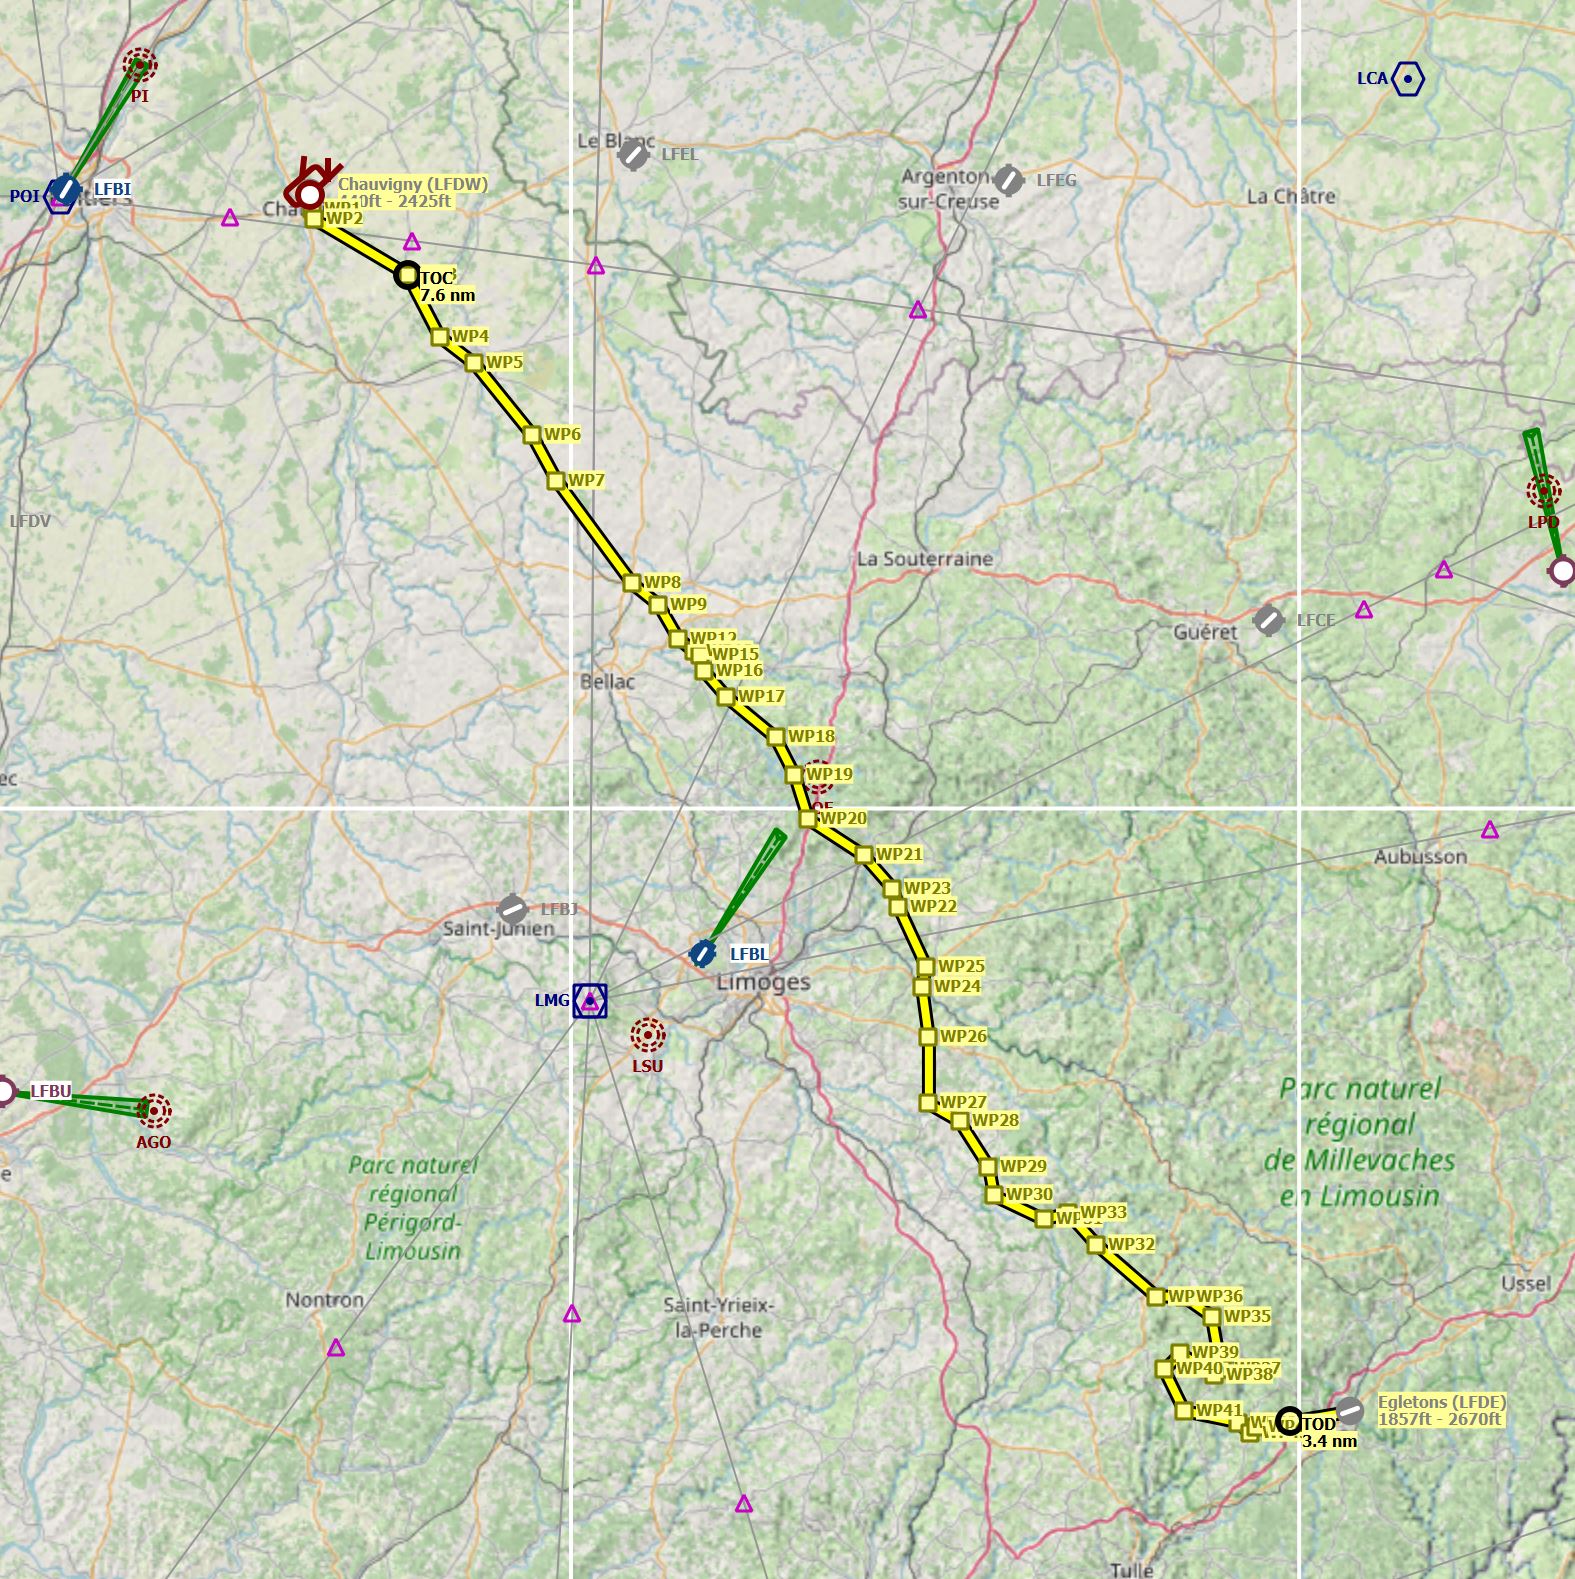 LCA
PI
Le Blanc
LFEL
Argenton-
sur-Creuse
LFEG
La Châtre
POI
LFBI
Chauvigny (LFDW)
440ft - 2425ft
WP1
WP2
TOC
7.6 nm
WP4
WP5
WP6
WP7
LFDV
LPD
La Souterraine
WP8
WP9
LFCE
Guéret
WP12
WP15
WP16
Bellac
WP17
WP18
WP19
WP20
WP21
Aubusson
WP23
WP22
LFBJ
Saint-Junien
LFBL
WP25
Limoges
WP24
LMG
WP26
LSU
LFBU
AGO
WP27
WP28
Parc naturel
régional
de Millevaches
en Limousin
Parc naturel
régional
Périgord-
Limousin
WP29
WP30
WP33
WP31
WP32
Ussel
WP36
WP35
Nontron
Saint-Yrieix-
la-Perche
WP39
WP40
WP38
WP41
Egletons (LFDE)
1857ft - 2670ft
TOD
3.4 nm
Tulle